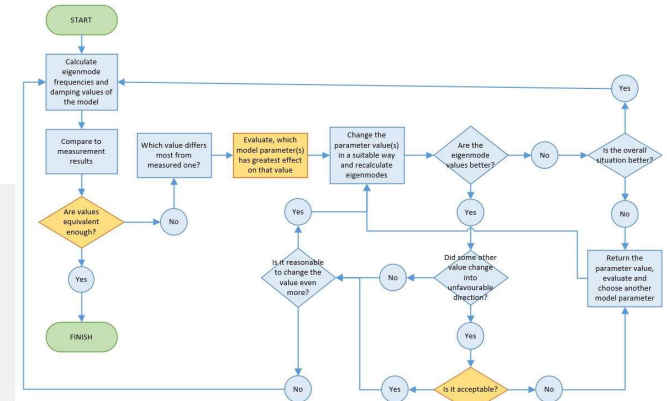 START
Calculate
eigenmode
frequencies and
damping values of
the model
Compare to
measurement
results
Are values
equivalent
enough?
No
Yes
FINISH
Which value differs
most from
measured one?
Evaluate, which
model parameter(s)
has greatest effect
on that value
Change the
parameter value(s)
in a suitable way
and recalculate
eigenmodes
Are the
eigenmode
values better?
No
Is the overall
situation better?
Yes
No
Return the
parameter value,
evaluate and
choose another
model parameter
Yes
Did some other
value change
into
unfavourable
direction?
No
Yes
Is it reasonable
to change the
value even
more?
Yes
No
Is it acceptable?
Yes
No